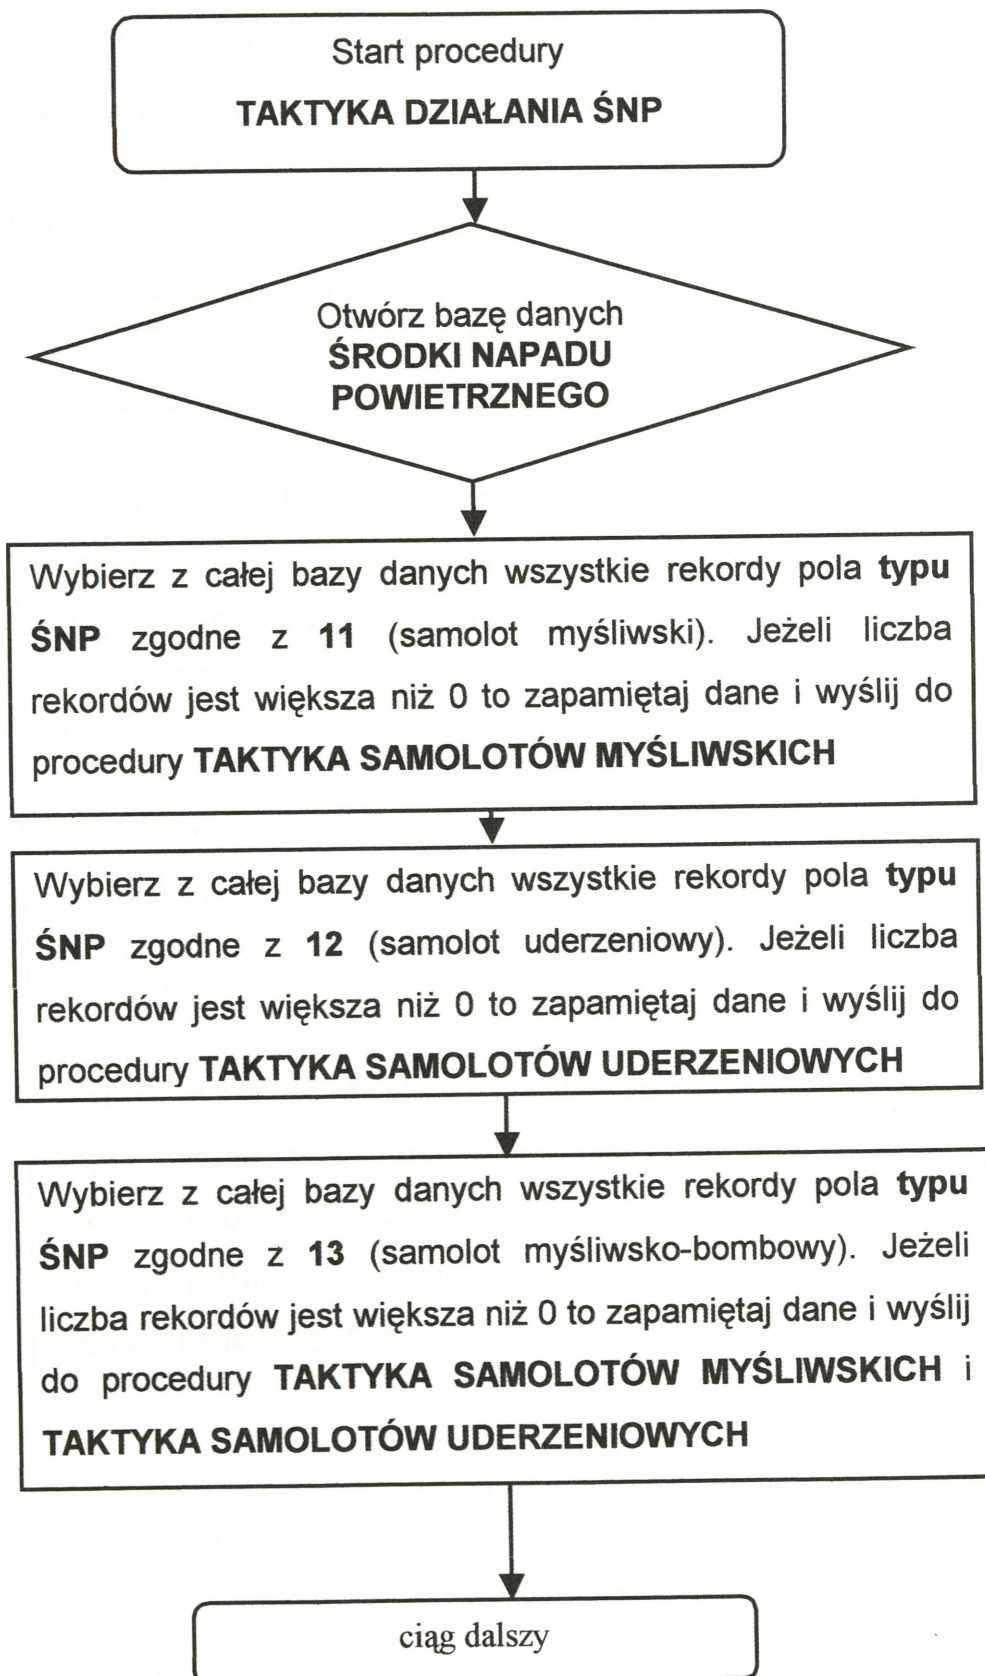 Start procedury
TAKTYKA DZIAŁANIA ŚNP
Otwórz bazę danych
ŚRODKI NAPADU
POWIETRZNEGO
Wybierz z całej bazy danych wszystkie rekordy pola typu
ŚNP zgodne z 11 (samolot myśliwski). Jeżeli liczba
rekordów jest większa niż 0 to zapamiętaj dane i wyślij do
procedury TAKTYKA SAMOLOTÓW MYŚLIWSKICH
Wybierz z całej bazy danych wszystkie rekordy pola typu
ŚNP zgodne z 12 (samolot uderzeniowy). Jeżeli liczba
rekordów jest większa niż 0 to zapamiętaj dane i wyślij do
procedury TAKTYKA SAMOLOTÓW UDERZENIOWYCH
Wybierz z całej bazy danych wszystkie rekordy pola typu
ŚNP zgodne z 13 (samolot myśliwsko-bombowy). Jeżeli
liczba rekordów jest większa niż 0 to zapamiętaj dane i wyślij
do procedury TAKTYKA SAMOLOTÓW MYŚLIWSKICH i
TAKTYKA SAMOLOTÓW UDERZENIOWYCH
ciąg dalszy